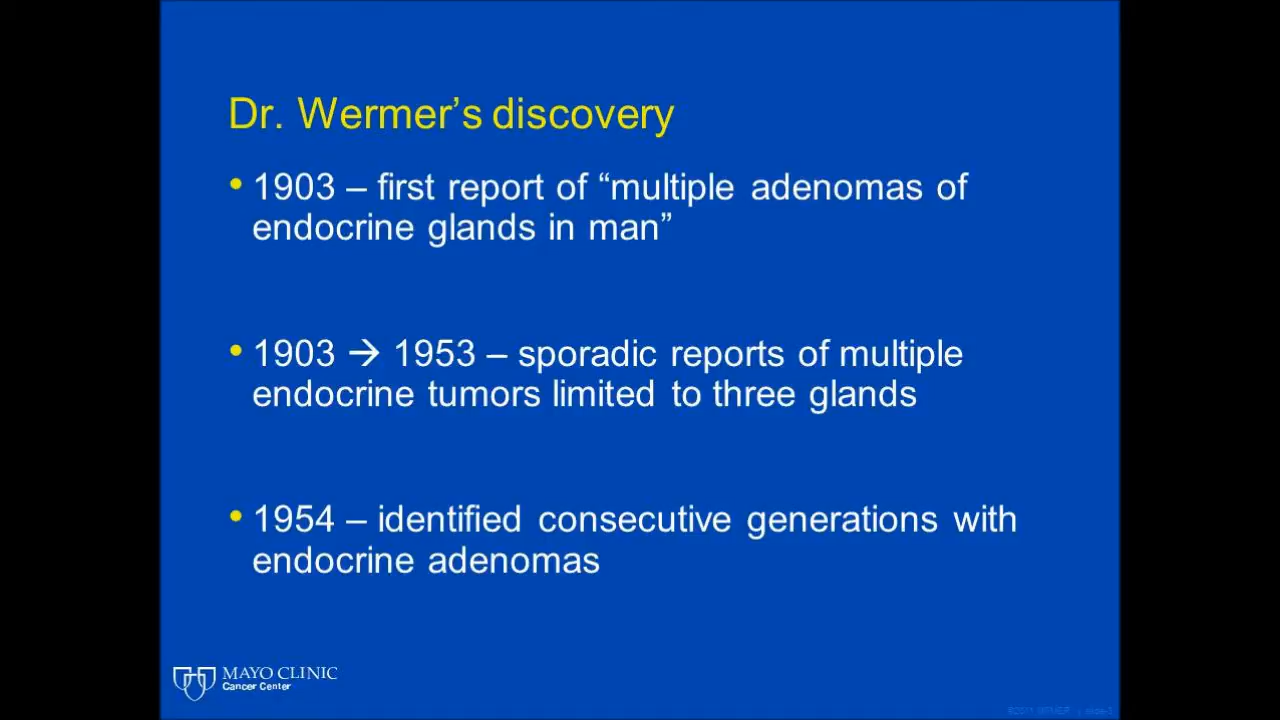 Dr. Wermer’s discovery
• 1903 – first report of “multiple adenomas of
endocrine glands in man”
• 1903 → 1953 – sporadic reports of multiple
endocrine tumors limited to three glands
• 1954 – identified consecutive generations with
endocrine adenomas
MAYO CLINIC
Cancer Center